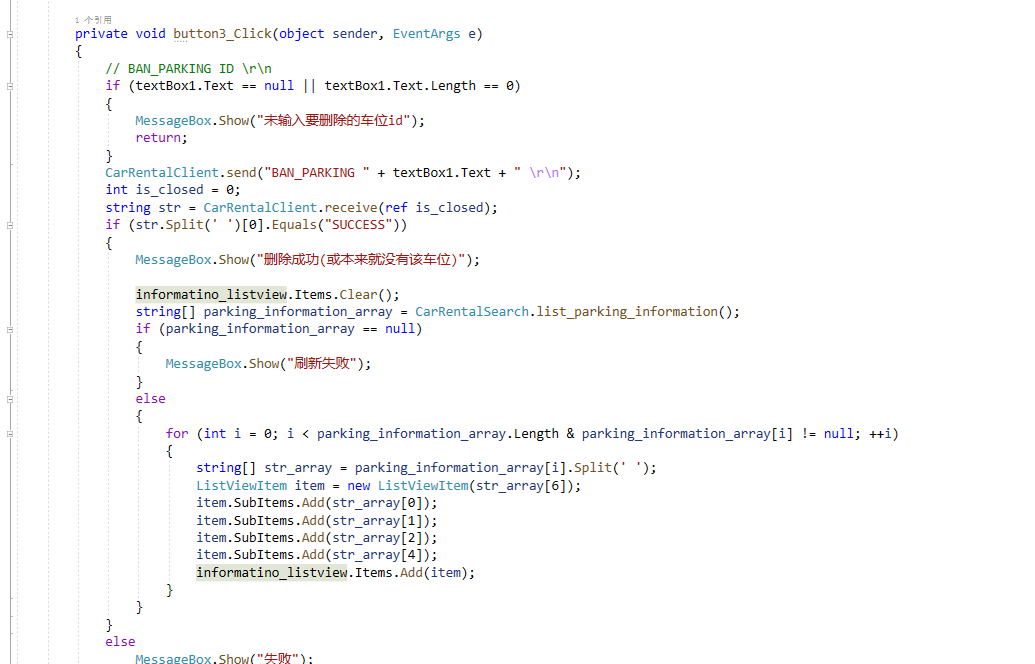 1 个引用
private void button3_Click(object sender, EventArgs e)
{
// BAN_PARKING ID \r\n
if (textBox1.Text == null || textBox1.Text.Length == 0)
{
MessageBox.Show("未输入要删除的车位id");
return;
}
CarRentalClient.send("BAN_PARKING " + textBox1.Text + " \r\n");
int is_closed = 0;
string str = CarRentalClient.receive(ref is_closed);
if (str.Split(' ')[0].Equals("SUCCESS"))
{
MessageBox.Show("删除成功(或本来就没有该车位)");
informatino_listview.Items.Clear();
string[] parking_information_array = CarRentalSearch.list_parking_information();
if (parking_information_array == null)
{
MessageBox.Show("刷新失败");
}
else
{
for (int i = 0; i < parking_information_array.Length & parking_information_array[i] != null; ++i)
{
string[] str_array = parking_information_array[i].Split(' ');
ListViewItem item = new ListViewItem(str_array[6]);
item.SubItems.Add(str_array[0]);
item.SubItems.Add(str_array[1]);
item.SubItems.Add(str_array[2]);
item.SubItems.Add(str_array[4]);
informatino_listview.Items.Add(item);
}
}
}
else
MessageBox.Show("失败");